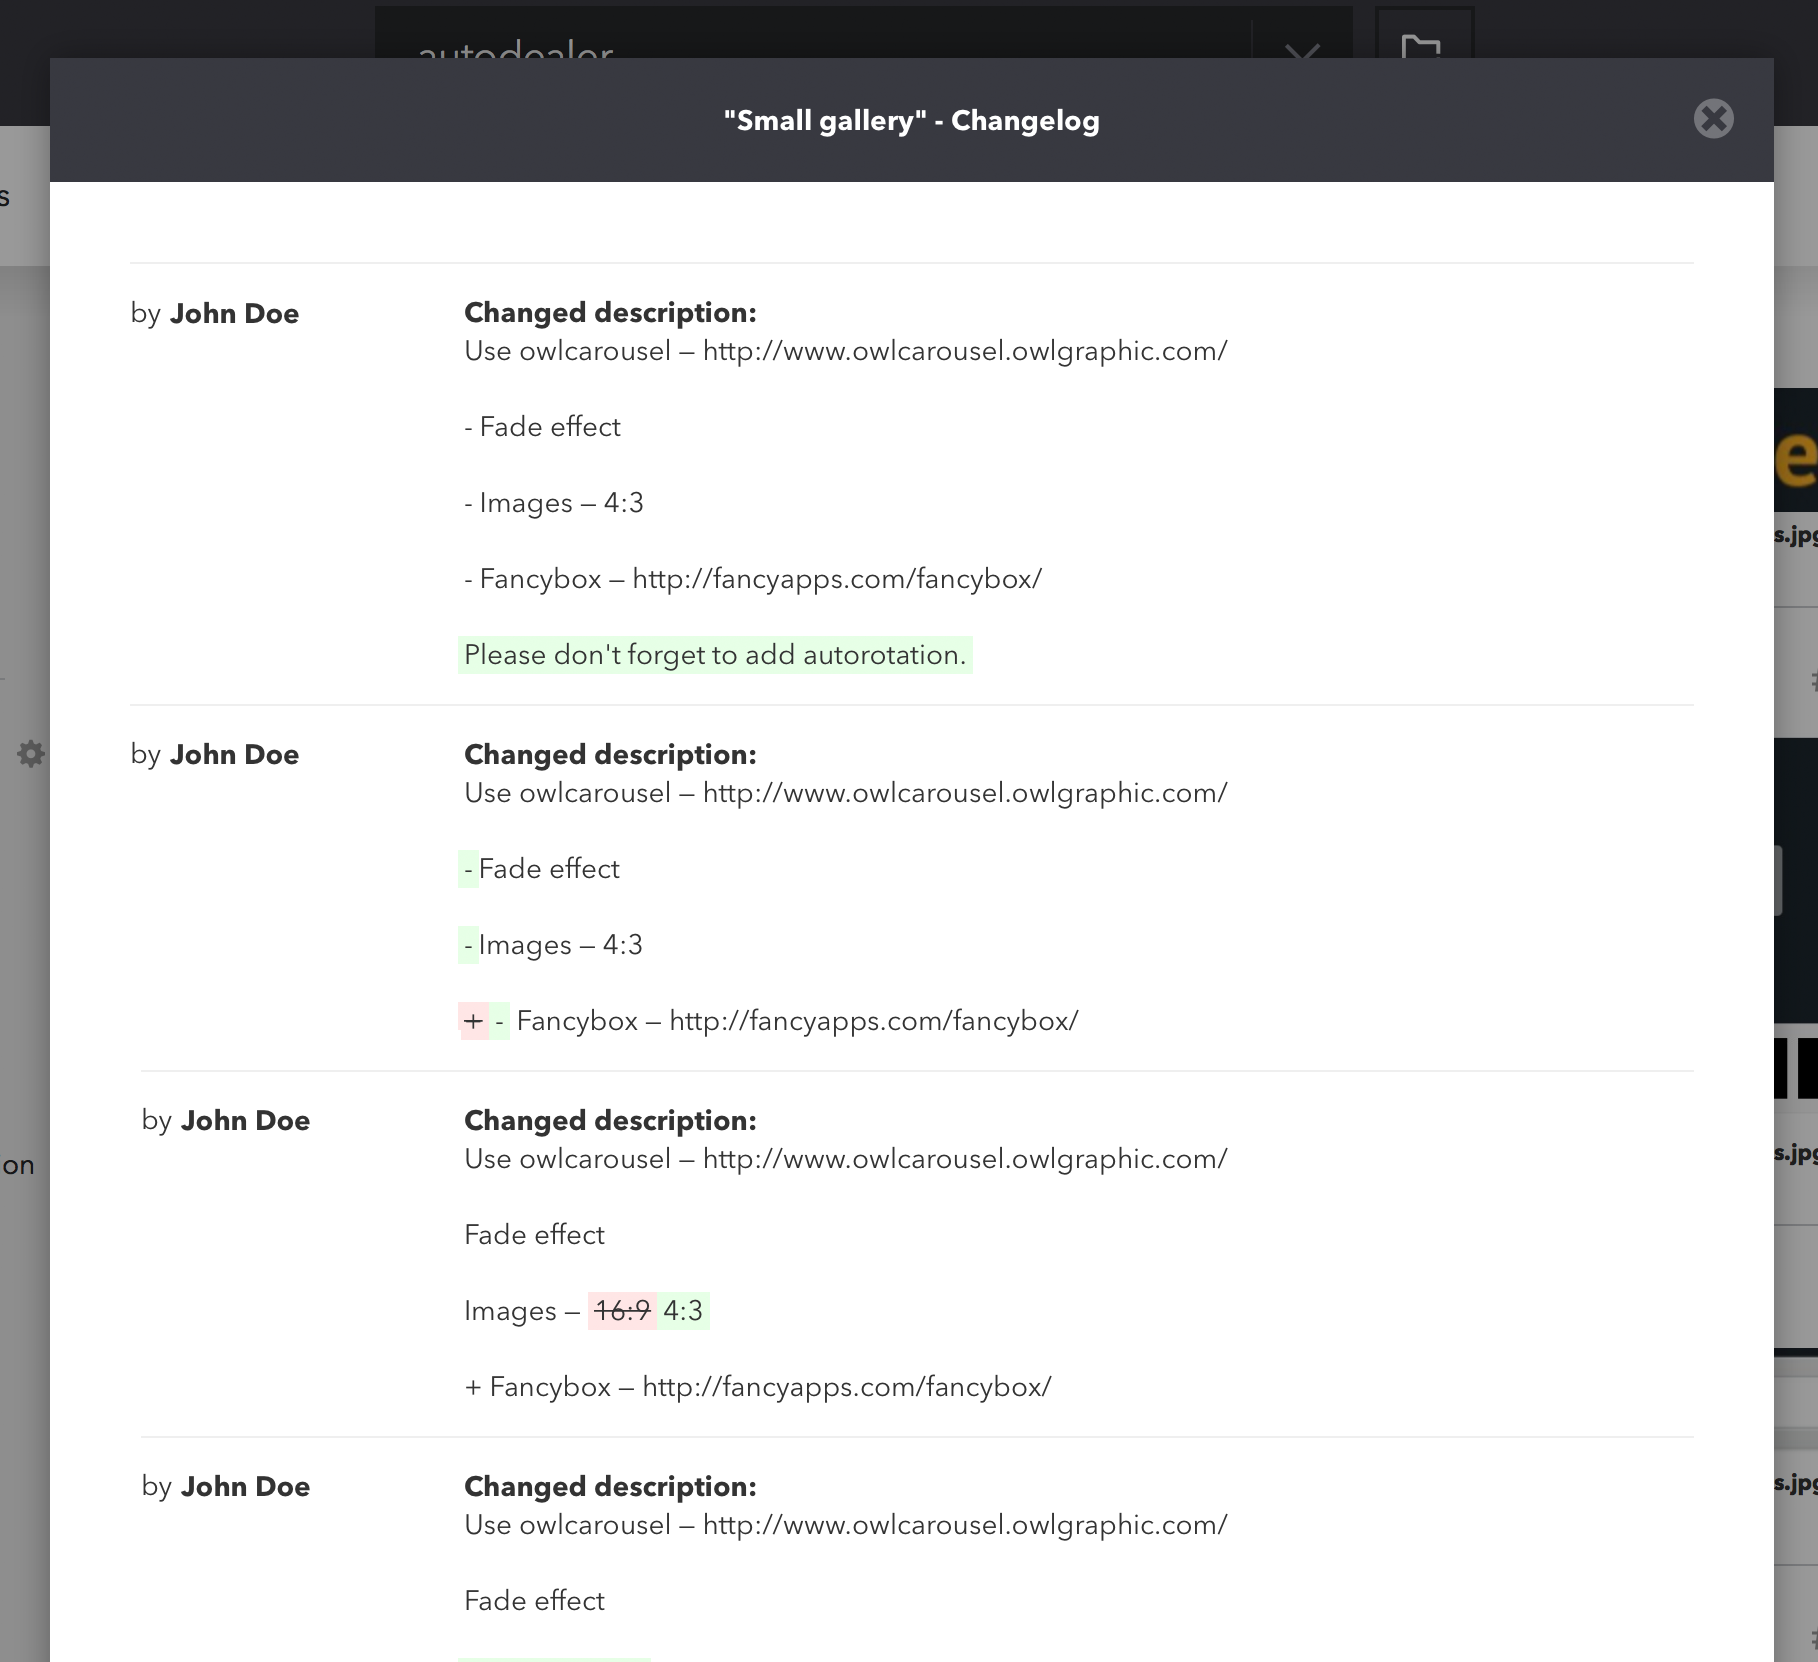 autodealer
"Small gallery" - Changelog
s
by John Doe
Changed description:
Use owlcarousel – http://www.owlcarousel.owlgraphic.com/
- Fade effect
- Images – 4:3
- Fancybox – http://fancyapps.com/fancybox/
Please don't forget to add autorotation.
e
s.jpg
#
by John Doe
Changed description:
Use owlcarousel – http://www.owlcarousel.owlgraphic.com/
- Fade effect
- Images – 4:3
+ - Fancybox – http://fancyapps.com/fancybox/
by John Doe
Changed description:
Use owlcarousel – http://www.owlcarousel.owlgraphic.com/
Fade effect
Images – 16:9 4:3
+ Fancybox – http://fancyapps.com/fancybox/
on
s.jpg
by John Doe
Changed description:
Use owlcarousel – http://www.owlcarousel.owlgraphic.com/
Fade effect
s.jpg
#